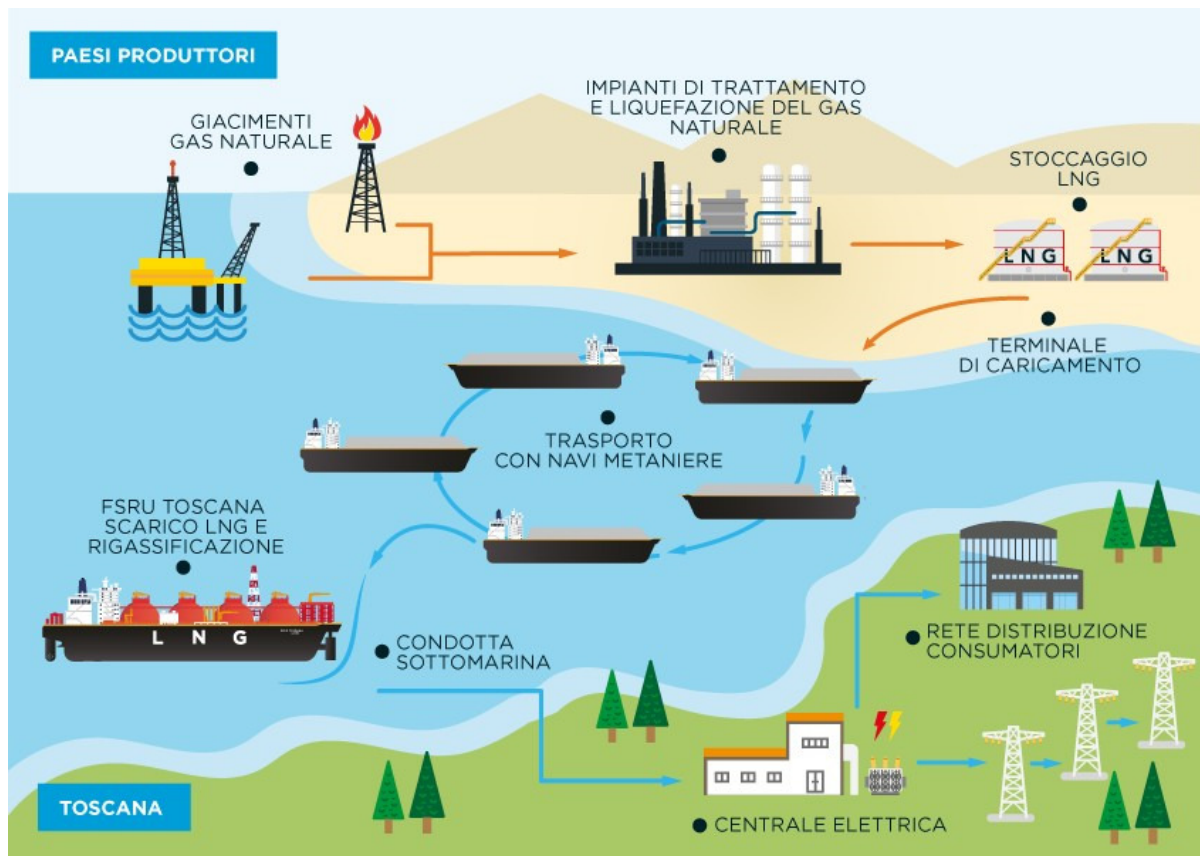 PAESI PRODUTTORI
GIACIMENTI
GAS NATURALE
IMPIANTI DI TRATTAMENTO
E LIQUEFAZIONE DEL GAS
NATURALE
STOCCAGGIO
LNG
LNG
LNG
TERMINALE
DI CARICAMENTO
TRASPORTO
CON NAVI METANIERE
FSRU TOSCANA
SCARICO LNG E
RIGASSIFICAZIONE
L N G
CONDOTTA
SOTTOMARINA
RETE DISTRIBUZIONE
CONSUMATORI
TOSCANA
CENTRALE ELETTRICA